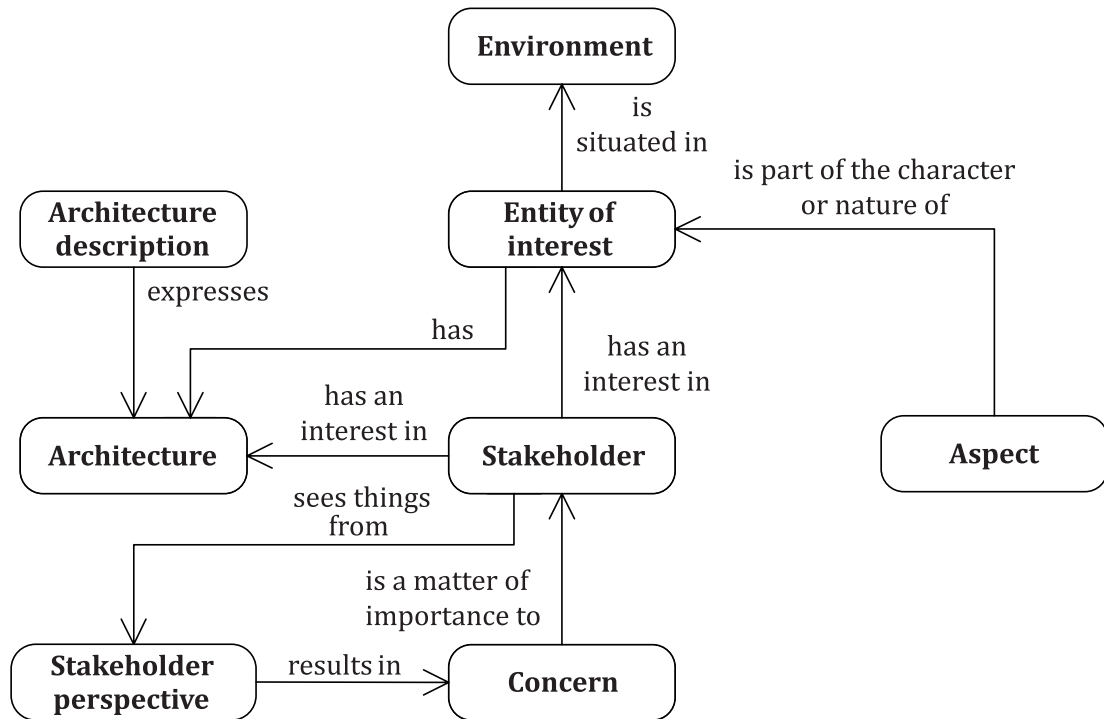 Environment
is
situated in
is part of the character
or nature of
Architecture
description
Entity of
interest
expresses
has
has an
interest in
has an
interest in
Architecture
Stakeholder
Aspect
sees things
from
is a matter of
importance to
Stakeholder
perspective
results in
Concern